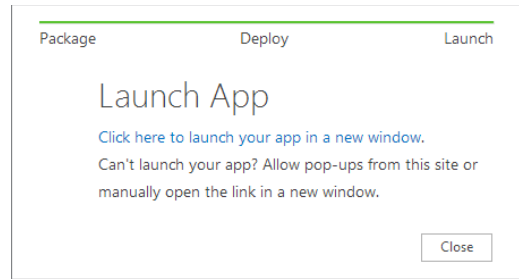 Package Deploy Launch
Launch App
Click here to launch your app in a new window.
Can't launch your app? Allow pop-ups from this site or
manually open the link in a new window.
Close